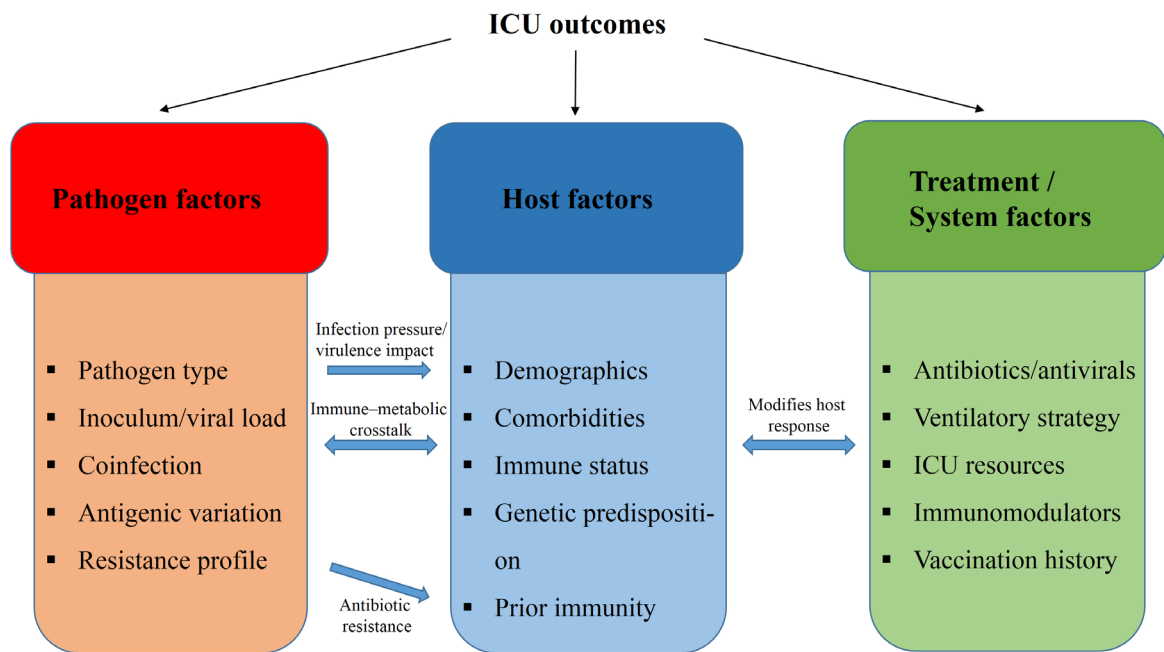 ICU outcomes
Pathogen factors
Host factors
Treatment /
System factors
▪ Pathogen type
▪ Inoculum/viral load
▪ Coinfection
▪ Antigenic variation
▪ Resistance profile
Infection pressure/
virulence impact
Immune–metabolic
crosstalk
Antibiotic
resistance
▪ Demographics
▪ Comorbidities
▪ Immune status
▪ Genetic predispositi-
on
▪ Prior immunity
Modifies host
response
▪ Antibiotics/antivirals
▪ Ventilatory strategy
▪ ICU resources
▪ Immunomodulators
▪ Vaccination history